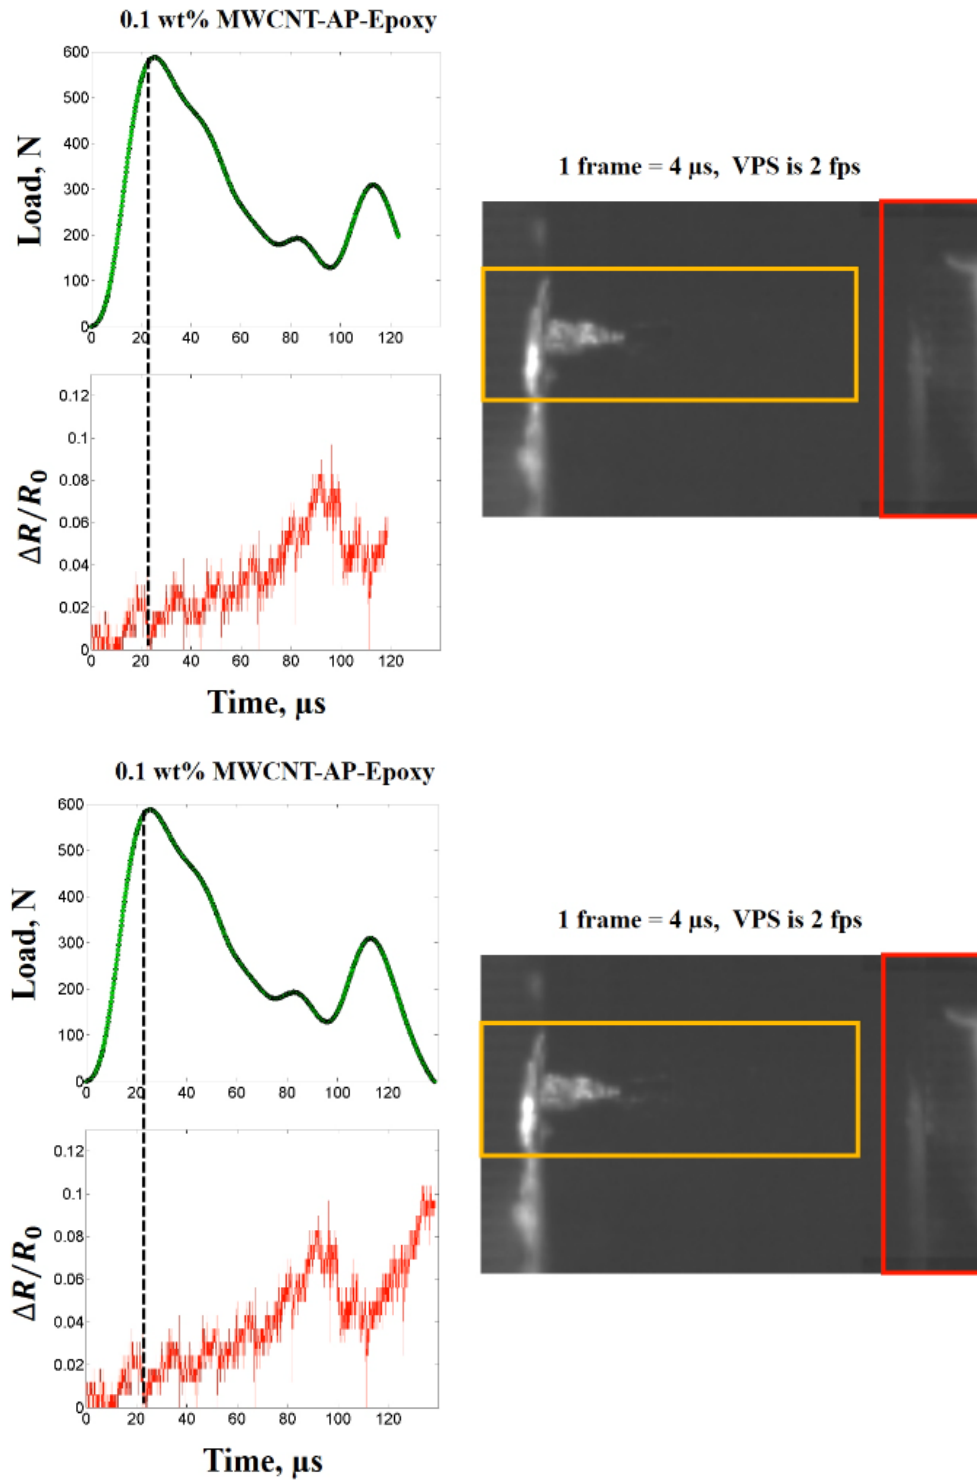 0.1 wt% MWCNT-AP-Epoxy
600
500
400
300
200
100
0
Load, N
0 20 40 60 80 100 120
1 frame = 4 μs, VPS is 2 fps
0.12
0.1
0.08
0.06
0.04
0.02
0
ΔR/R₀
0 20 40 60 80 100 120
Time, μs
0.1 wt% MWCNT-AP-Epoxy
600
500
400
300
200
100
0
Load, N
0 20 40 60 80 100 120
1 frame = 4 μs, VPS is 2 fps
0.12
0.1
0.08
0.06
0.04
0.02
0
ΔR/R₀
0 20 40 60 80 100 120
Time, μs